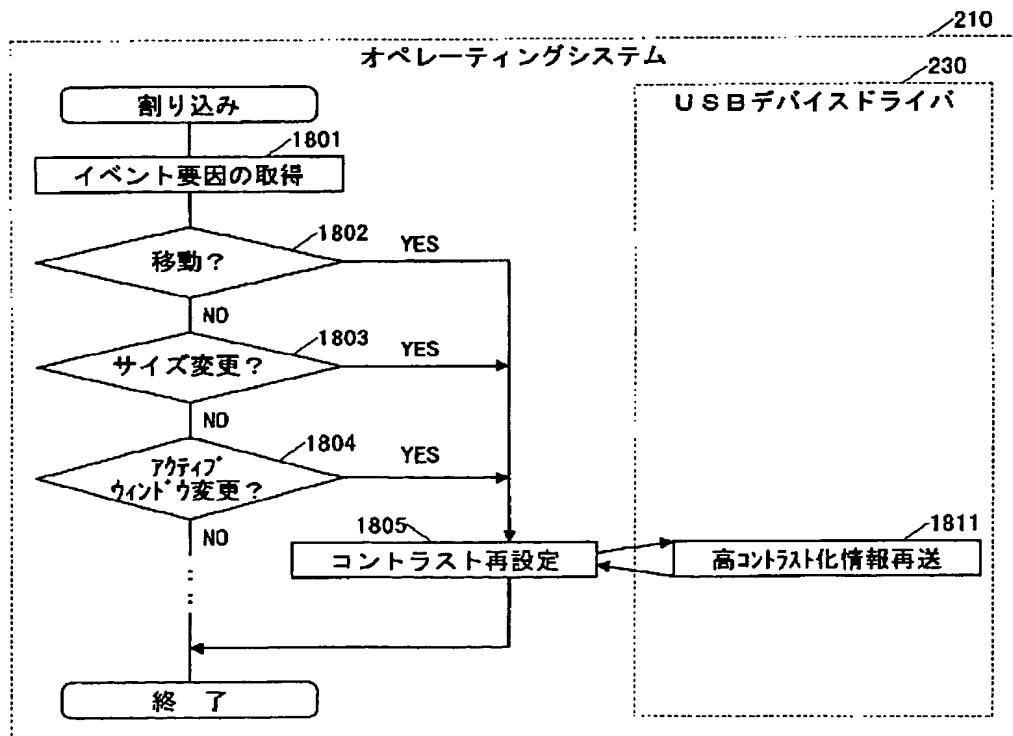 210
オペレーティングシステム
230
USBデバイスドライバ
割り込み
1801
イベント要因の取得
1802
移動?
YES
NO
1803
サイズ変更?
YES
NO
1804
アクティブ
ウィンドウ変更?
YES
NO
1805
コントラスト再設定
1811
高コントラスト化情報再送
終 了